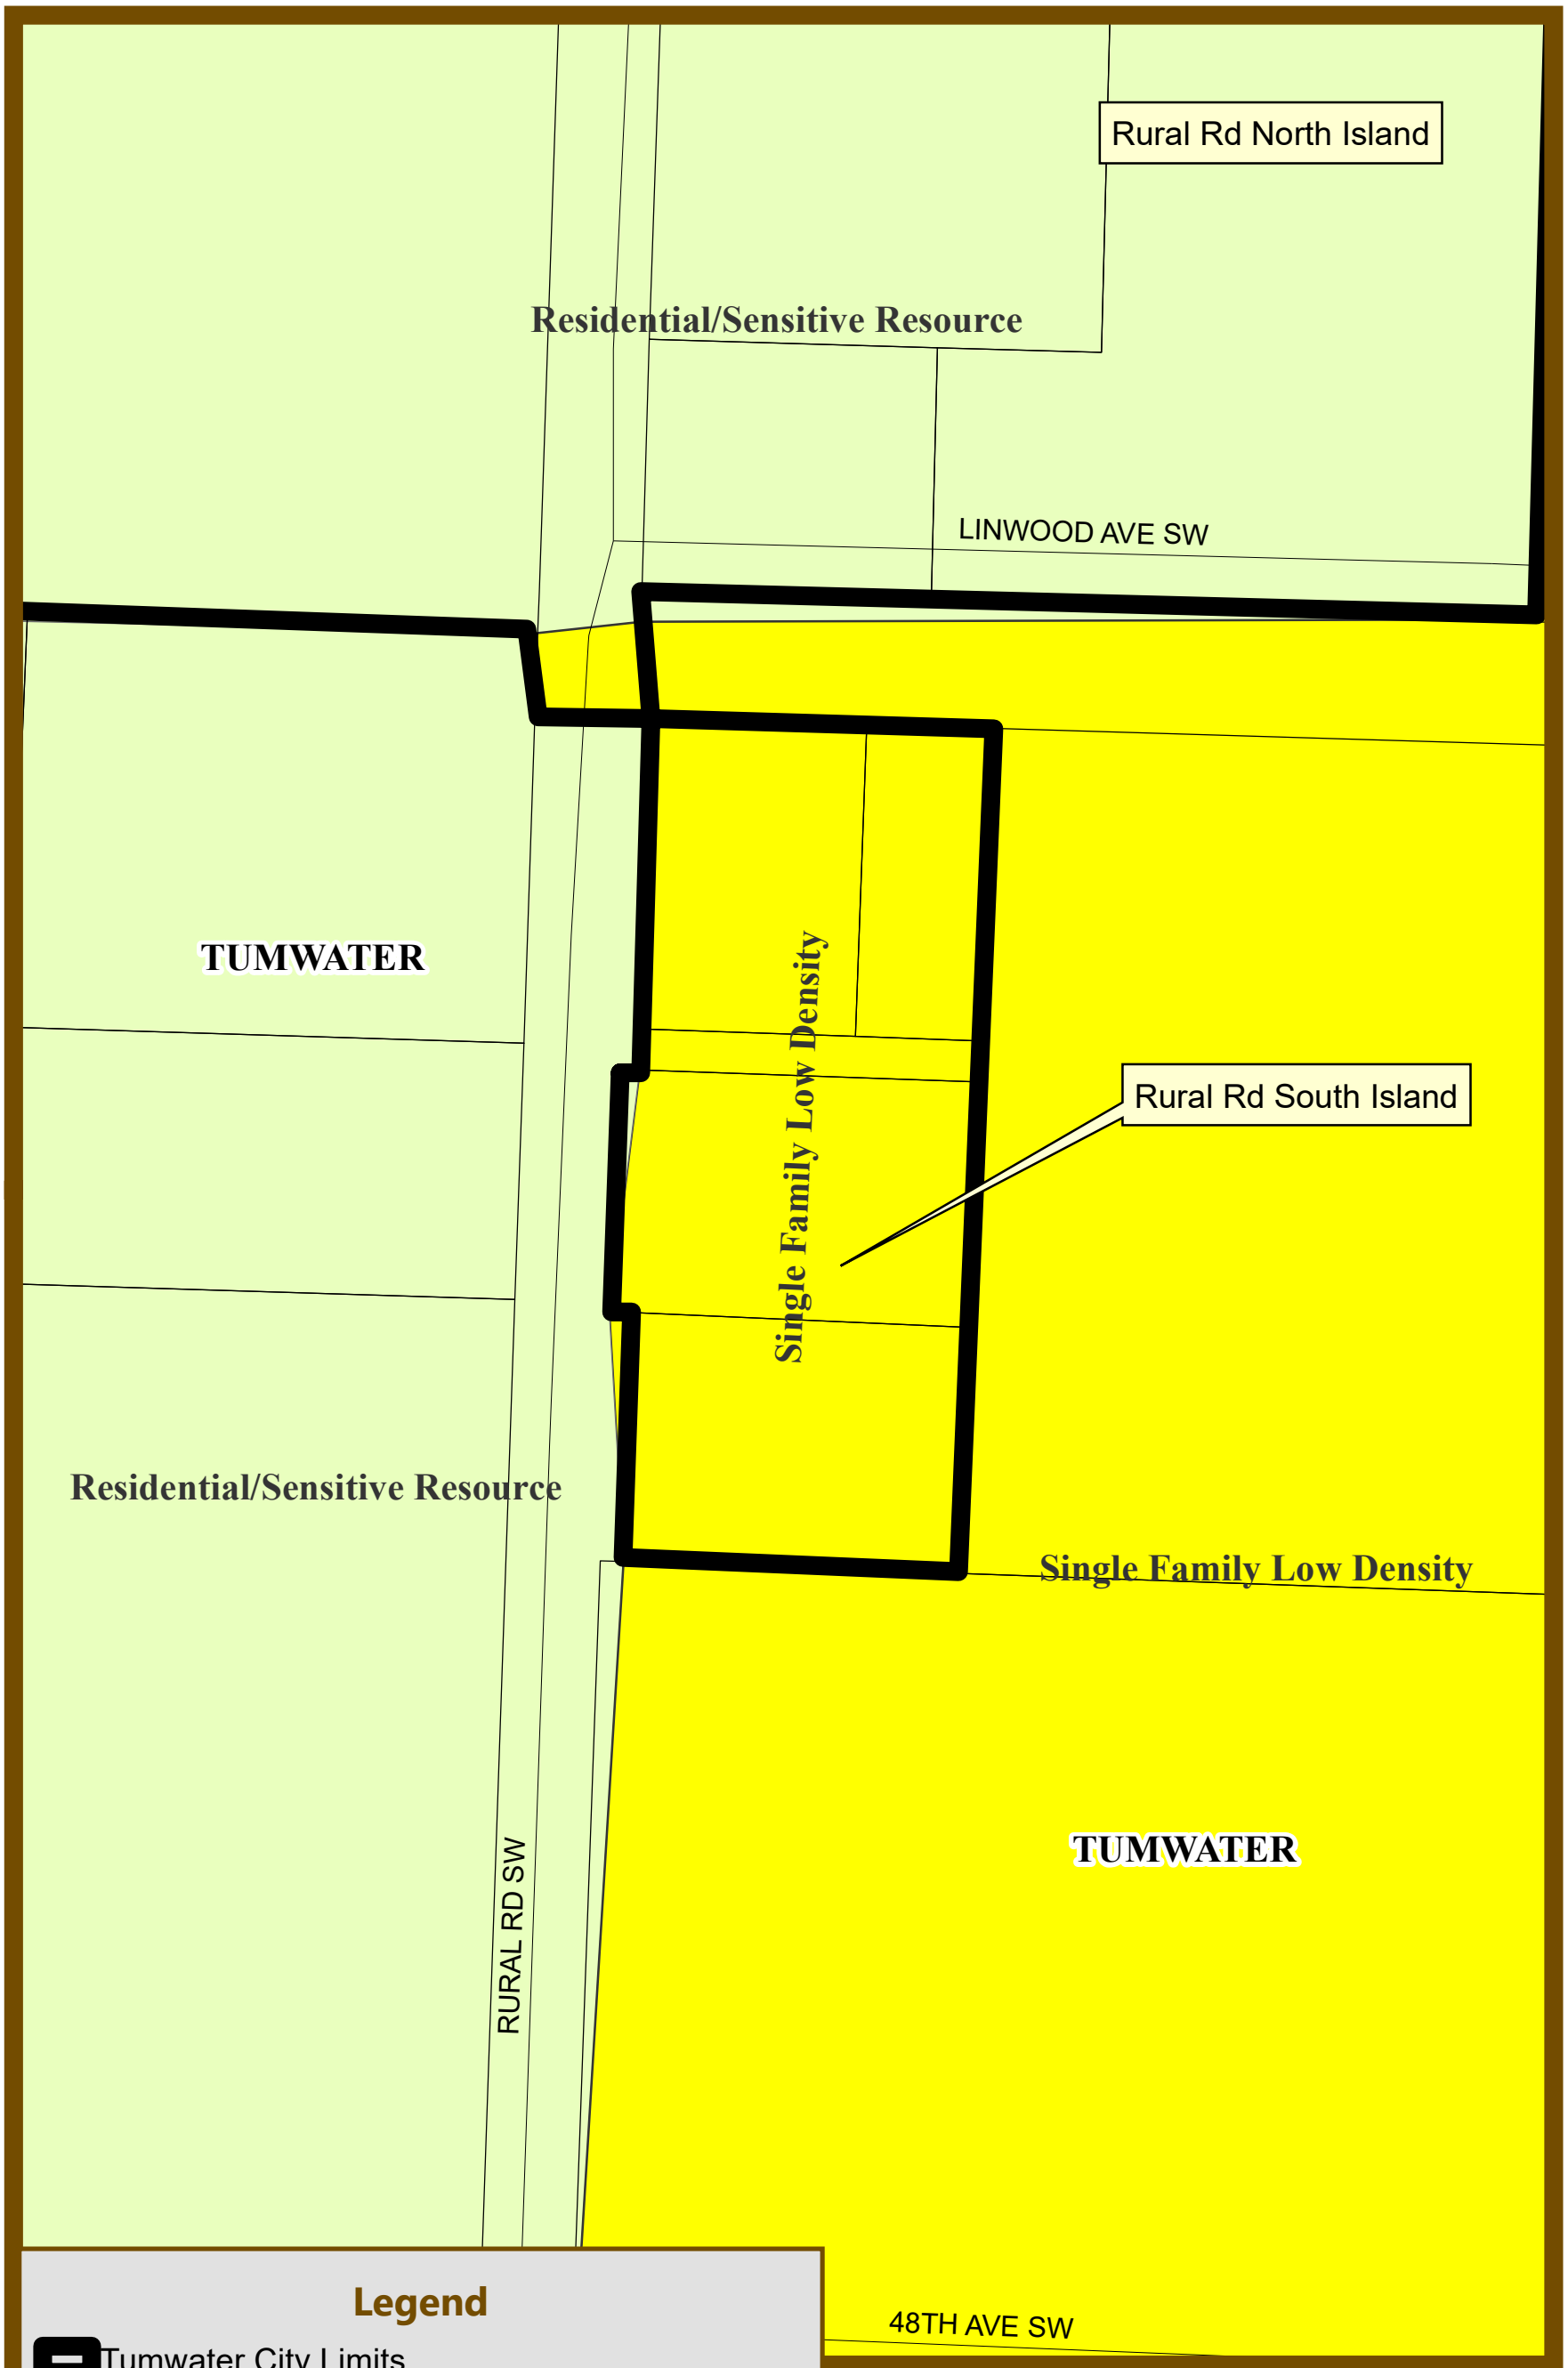 Rural Rd North Island
Residential/Sensitive Resource
LINWOOD AVE SW
TUMWATER
Single Family Low Density
Rural Rd South Island
Residential/Sensitive Resource
Single Family Low Density
TUMWATER
RURAL RD SW
Legend
48TH AVE SW
Tumwater City Limits